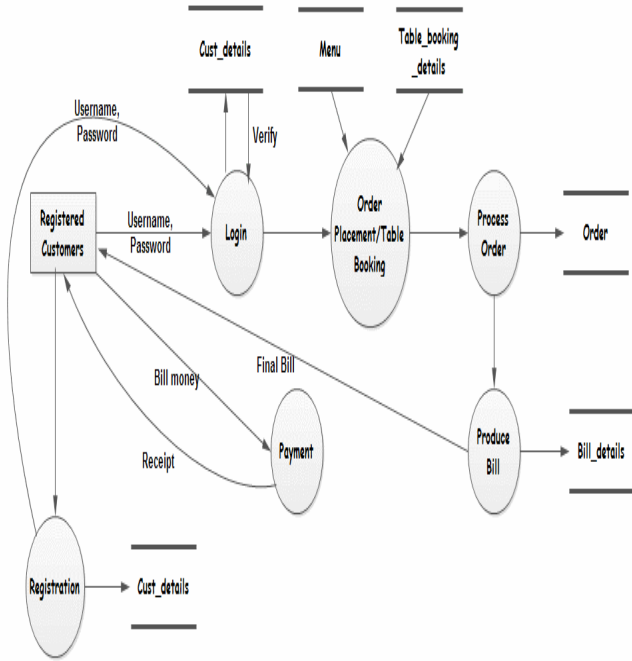 Cust_details
Menu
Table_booking
_details
Username,
Password
Verify
Registered
Customers
Username,
Password
Login
Order
Placement/Table
Booking
Process
Order
Order
Final Bill
Bill money
Receipt
Payment
Produce
Bill
Bill_details
Registration
Cust_details